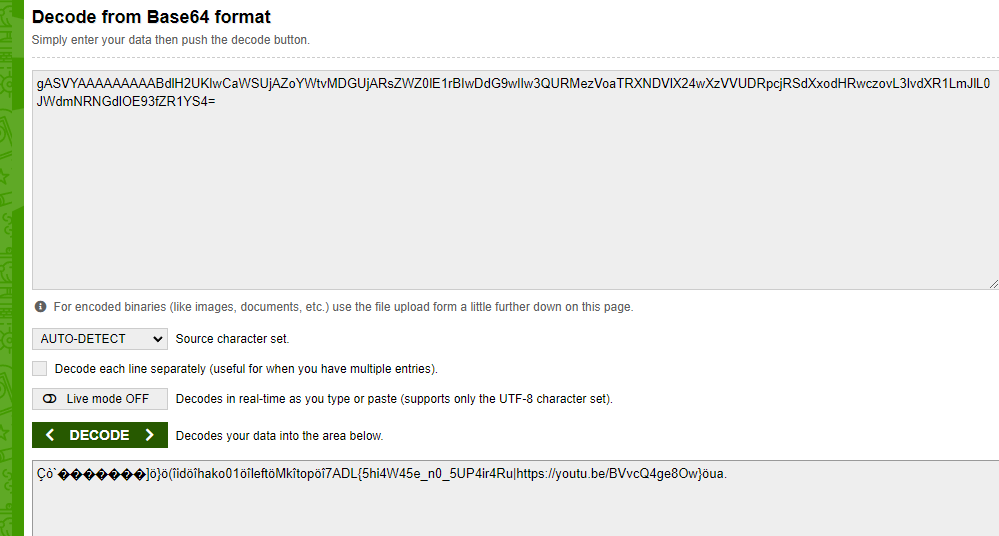 Decode from Base64 format
Simply enter your data then push the decode button.
gASVYAAAAAAAAABdlH2UKIwCaWSUjAZoYWtvMDGUjARsZWZ0lE1rBIwDdG9wlIw3QURMezVoaTRXNDVlX24wXzVVUDRpcjRSdXxodHRwczovL3lvdXR1LmJlL0
JWdmNRNGdlOE93fZR1YS4=
For encoded binaries (like images, documents, etc.) use the file upload form a little further down on this page.
AUTO-DETECT Source character set.
Decode each line separately (useful for when you have multiple entries).
Live mode OFF Decodes in real-time as you type or paste (supports only the UTF-8 character set).
DECODE Decodes your data into the area below.
Çò`�������]ö}ö(îidöîhako01öîleftöMkîtopöî7ADL{5hi4W45e_n0_5UP4ir4Ru|https://youtu.be/BVvcQ4ge8Ow}öua.